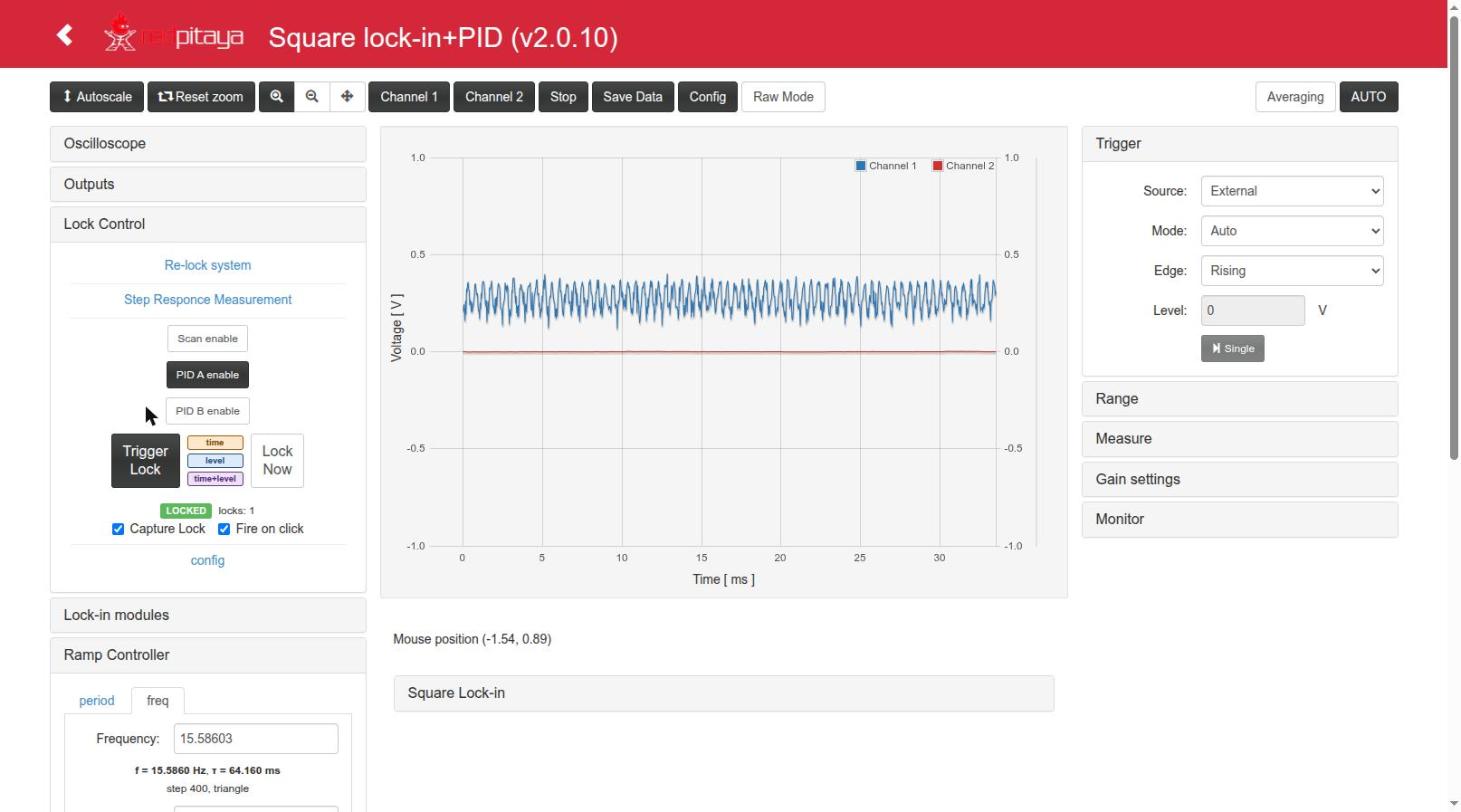 redpitaya
Square lock-in+PID (v2.0.10)
Autoscale
Reset zoom
Channel 1
Channel 2
Stop
Save Data
Config
Raw Mode
Averaging
AUTO
Oscilloscope
Outputs
Lock Control
Re-lock system
Step Responce Measurement
Scan enable
PID A enable
PID B enable
Trigger
Lock
time
level
time+level
Lock
Now
LOCKED locks: 1
Capture Lock
Fire on click
config
Lock-in modules
Ramp Controller
period
freq
Frequency: 15.58603
f = 15.5860 Hz, τ = 64.160 ms
step 400, triangle
Channel 1
Channel 2
1.0
0.5
0.0
-0.5
-1.0
Voltage [ V ]
1.0
0.5
0.0
-0.5
-1.0
0 5 10 15 20 25 30
Time [ ms ]
Mouse position (-1.54, 0.89)
Square Lock-in
Trigger
Source: External
Mode: Auto
Edge: Rising
Level: 0 V
Single
Range
Measure
Gain settings
Monitor